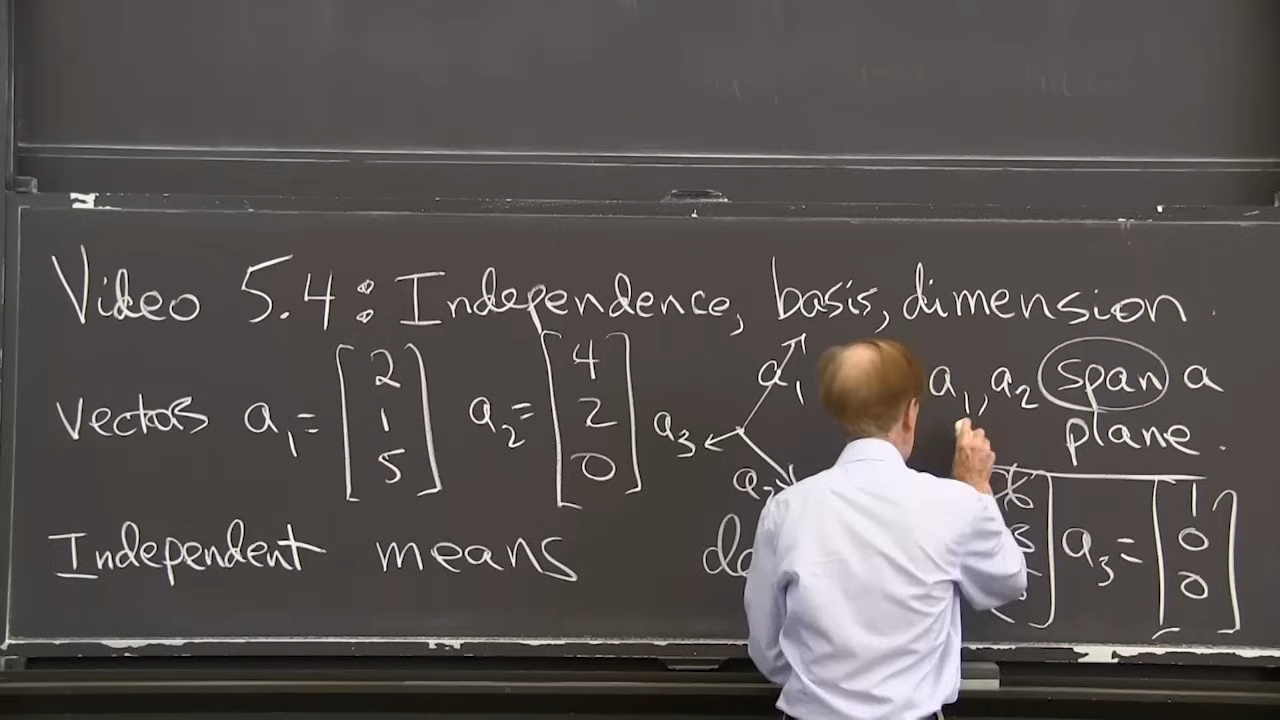 Video 5.4: Independence, basis, dimension.
Vectors a₁ = [2 1 5] a₂ = [4 2 0] a₃ a₁ a₂ a₁, a₂ span a
plane.
Independent means a₃ = [1 0 0]